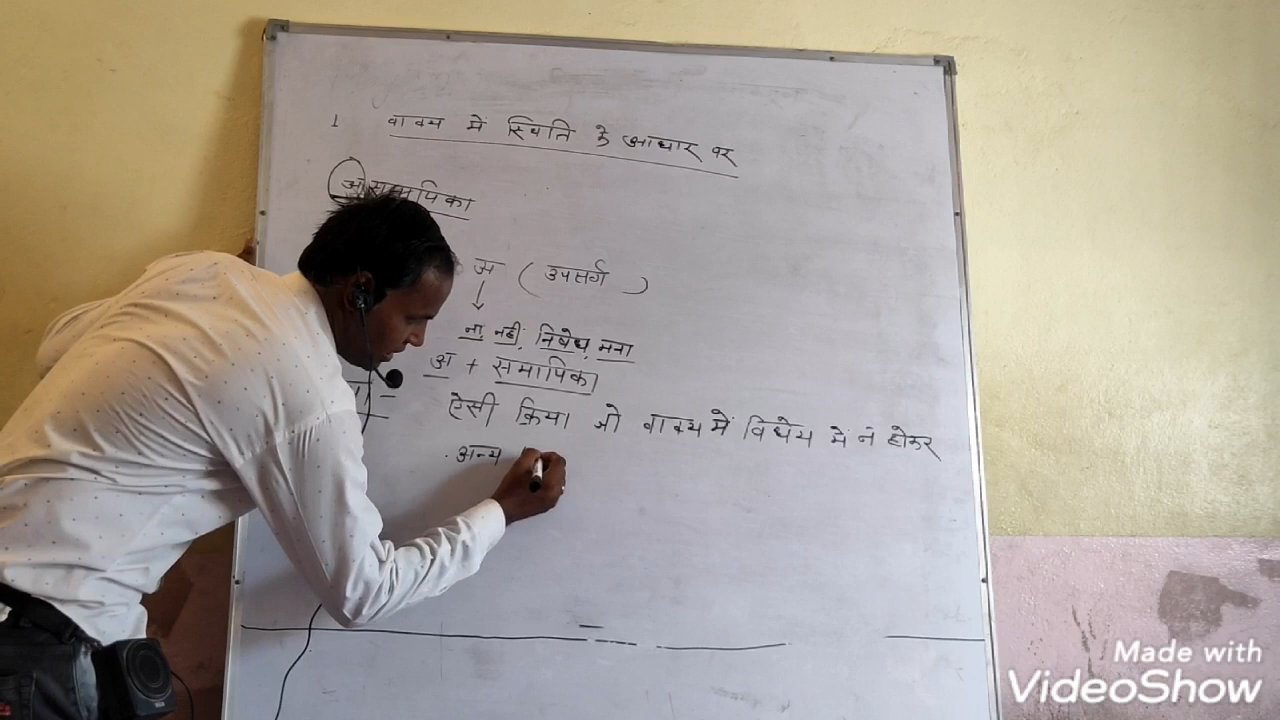 1 वाक्य में स्थिति के आधार पर
असमापिका
अ ( उपसर्ग )
ना, नहीं, निषेध, मना
अ + समापिका
ऐसी क्रिया जो वाक्य में विधेय में न होकर
अन्य
Made with
VideoShow